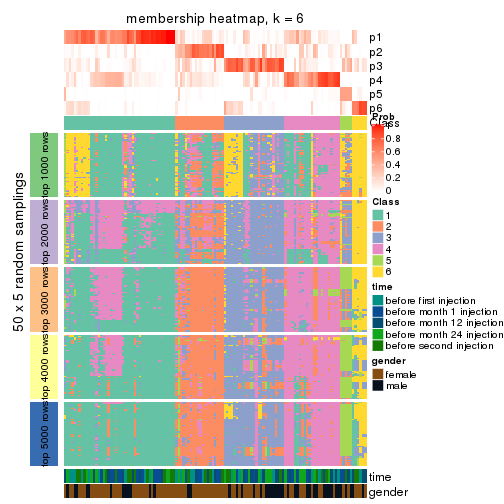 membership heatmap, k = 6
p1
p2
p3
p4
p5
p6
Class
Prob
1
0.8
0.6
0.4
0.2
0
Class
1
2
3
4
5
6
time
before first injection
before month 1 injection
before month 12 injection
before month 24 injection
before second injection
gender
female
male
50 x 5 random samplings
top 1000 rows
top 2000 rows
top 3000 rows
top 4000 rows
top 5000 rows
time
gender